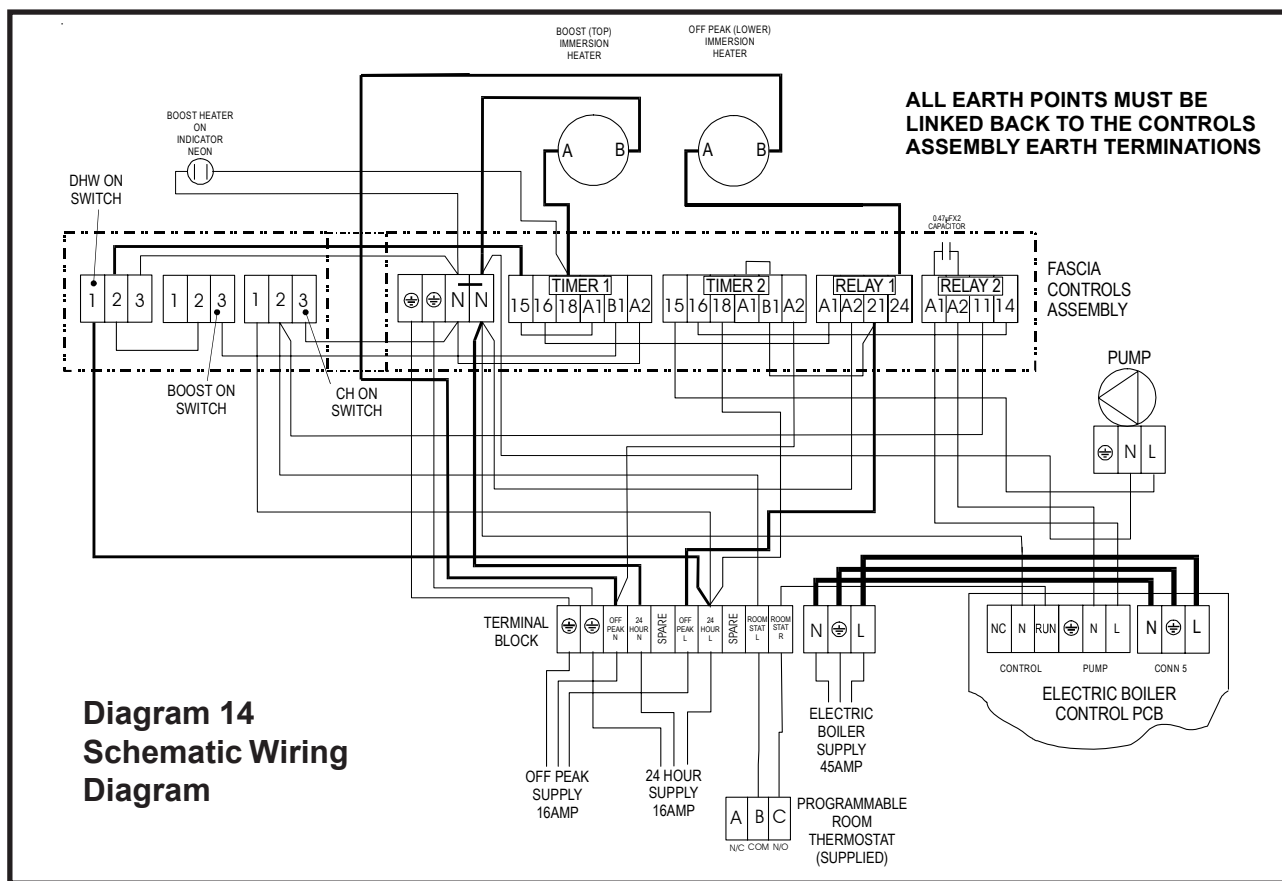 BOOST (TOP)
IMMERSION
HEATER
OFF PEAK (LOWER)
IMMERSION
HEATER
ALL EARTH POINTS MUST BE
LINKED BACK TO THE CONTROLS
ASSEMBLY EARTH TERMINATIONS
BOOST HEATER
ON
INDICATOR
NEON
A B
A B
DHW ON
SWITCH
0.47µFX2
CAPACITOR
FASCIA
CONTROLS
ASSEMBLY
1 2 3
1 2 3
1 2 3
N N
TIMER 1
15 16 18 A1 B1 A2
TIMER 2
15 16 18 A1 B1 A2
RELAY 1
A1 A2 21 24
RELAY 2
A1 A2 11 14
BOOST ON
SWITCH
CH ON
SWITCH
PUMP
N L
TERMINAL
BLOCK
OFF
PEAK
N
24
HOUR
N
SPARE
OFF
PEAK
L
24
HOUR
L
SPARE
ROOM
STAT
L
ROOM
STAT
R
N L
NC N RUN N L
N L
CONTROL
PUMP
CONN 5
ELECTRIC BOILER
CONTROL PCB
Diagram 14
Schematic Wiring
Diagram
OFF PEAK
SUPPLY
16AMP
24 HOUR
SUPPLY
16AMP
ELECTRIC
BOILER
SUPPLY
45AMP
A B C
N/C COM N/O
PROGRAMMABLE
ROOM
THERMOSTAT
(SUPPLIED)